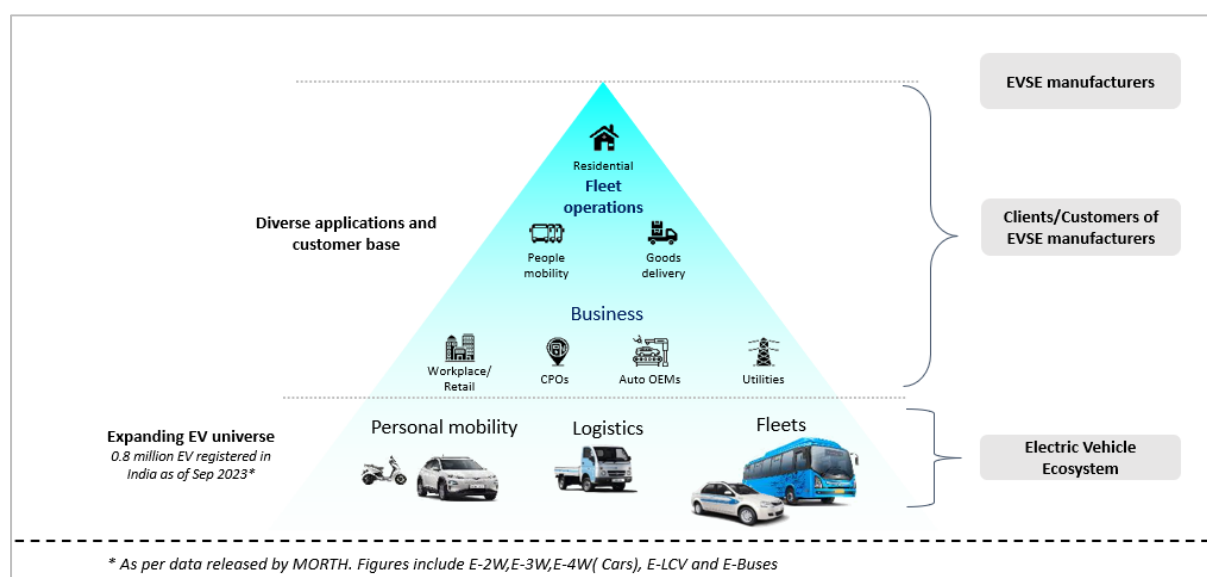 EVSE manufacturers
Residential
Fleet
operations
Diverse applications and
customer base
People
mobility
Goods
delivery
Clients/Customers of
EVSE manufacturers
Business
Workplace/
Retail
CPOs
Auto OEMs
Utilities
Expanding EV universe
0.8 million EV registered in
India as of Sep 2023*
Personal mobility
Logistics
Fleets
Electric Vehicle
Ecosystem
* As per data released by MORTH. Figures include E-2W,E-3W,E-4W( Cars), E-LCV and E-Buses